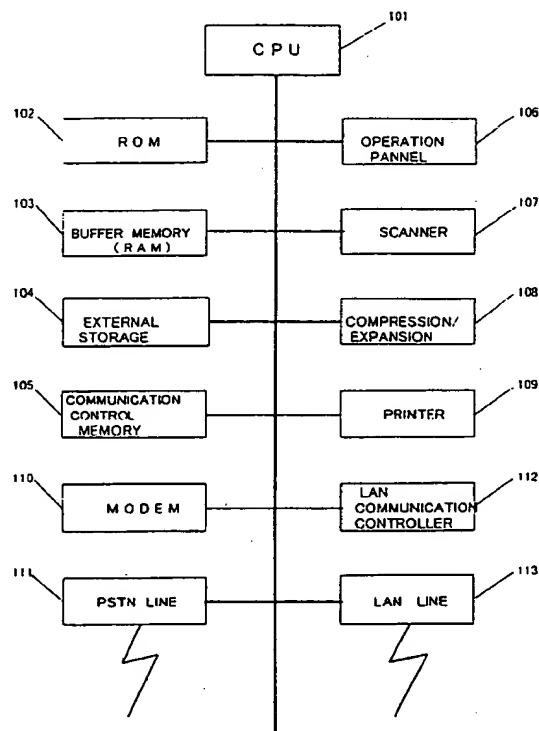 101
CPU
102
ROM
106
OPERATION
PANNEL
103
BUFFER MEMORY
(RAM)
107
SCANNER
104
EXTERNAL
STORAGE
108
COMPRESSION/
EXPANSION
105
COMMUNICATION
CONTROL
MEMORY
109
PRINTER
110
MODEM
112
LAN
COMMUNICATION
CONTROLLER
111
PSTN LINE
113
LAN LINE